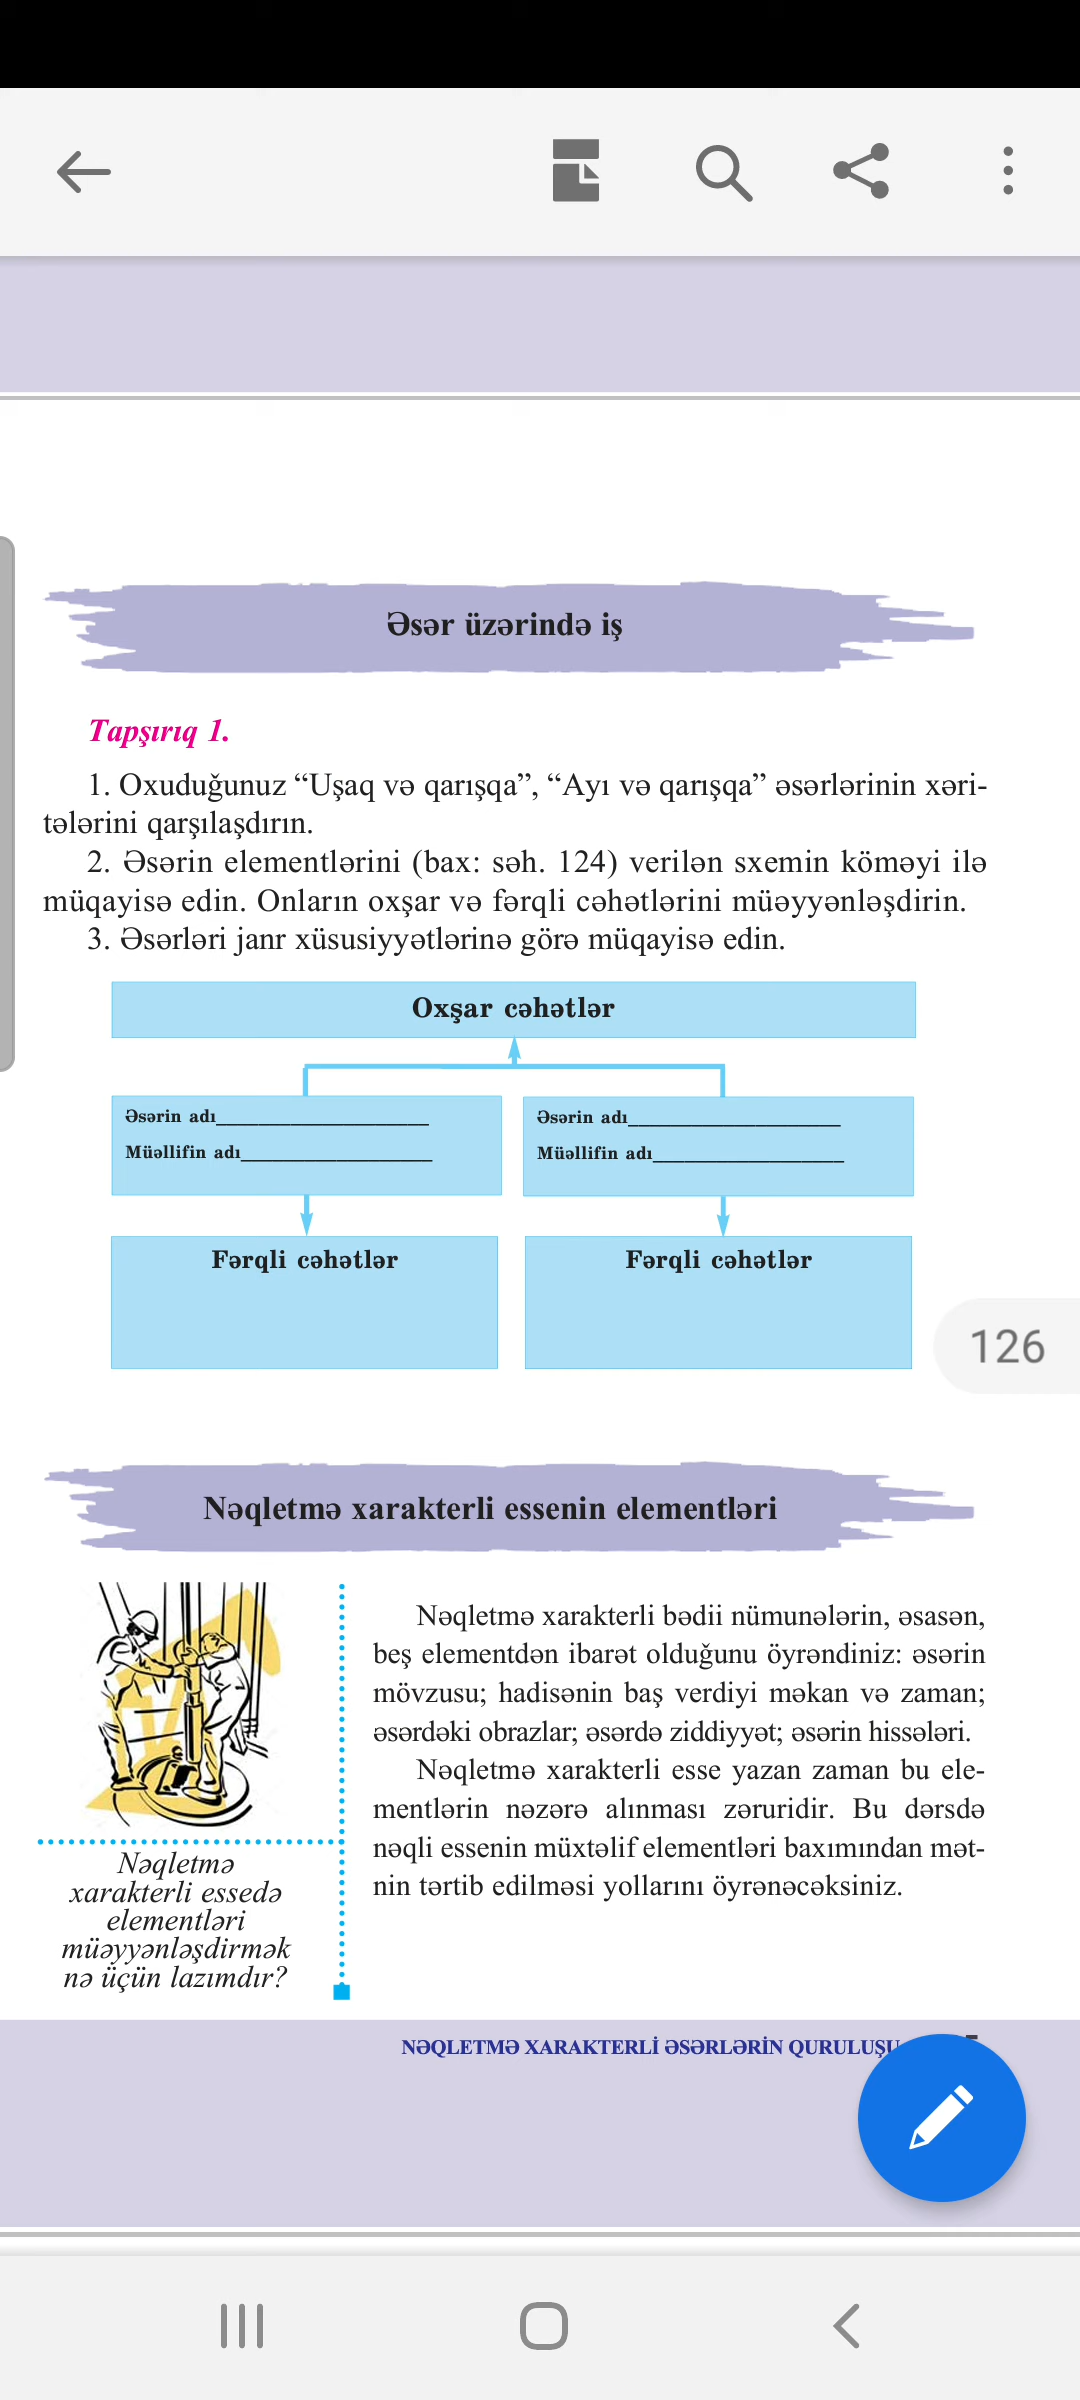 Əsər üzərində iş
Tapşırıq 1.
1. Oxuduğunuz “Uşaq və qarışqa”, “Ayı və qarışqa” əsərlərinin xəri-
tələrini qarşılaşdırın.
2. Əsərin elementlərini (bax: səh. 124) verilən sxemin köməyi ilə
müqayisə edin. Onların oxşar və fərqli cəhətlərini müəyyənləşdirin.
3. Əsərləri janr xüsusiyyətlərinə görə müqayisə edin.
Oxşar cəhətlər
Əsərin adı____________________
Müəllifin adı__________________
Əsərin adı____________________
Müəllifin adı__________________
Fərqli cəhətlər
Fərqli cəhətlər
126
Nəqletmə xarakterli essenin elementləri
Nəqletmə xarakterli bədii nümunələrin, əsasən,
beş elementdən ibarət olduğunu öyrəndiniz: əsərin
mövzusu; hadisənin baş verdiyi məkan və zaman;
əsərdəki obrazlar; əsərdə ziddiyyət; əsərin hissələri.
Nəqletmə xarakterli esse yazan zaman bu ele-
mentlərin nəzərə alınması zəruridir. Bu dərsdə
nəqli essenin müxtəlif elementləri baxımından mət-
nin tərtib edilməsi yollarını öyrənəcəksiniz.
Nəqletmə
xarakterli essedə
elementləri
müəyyənləşdirmək
nə üçün lazımdır?
NƏQLETMƏ XARAKTERLİ ƏSƏRLƏRİN QURULUŞU